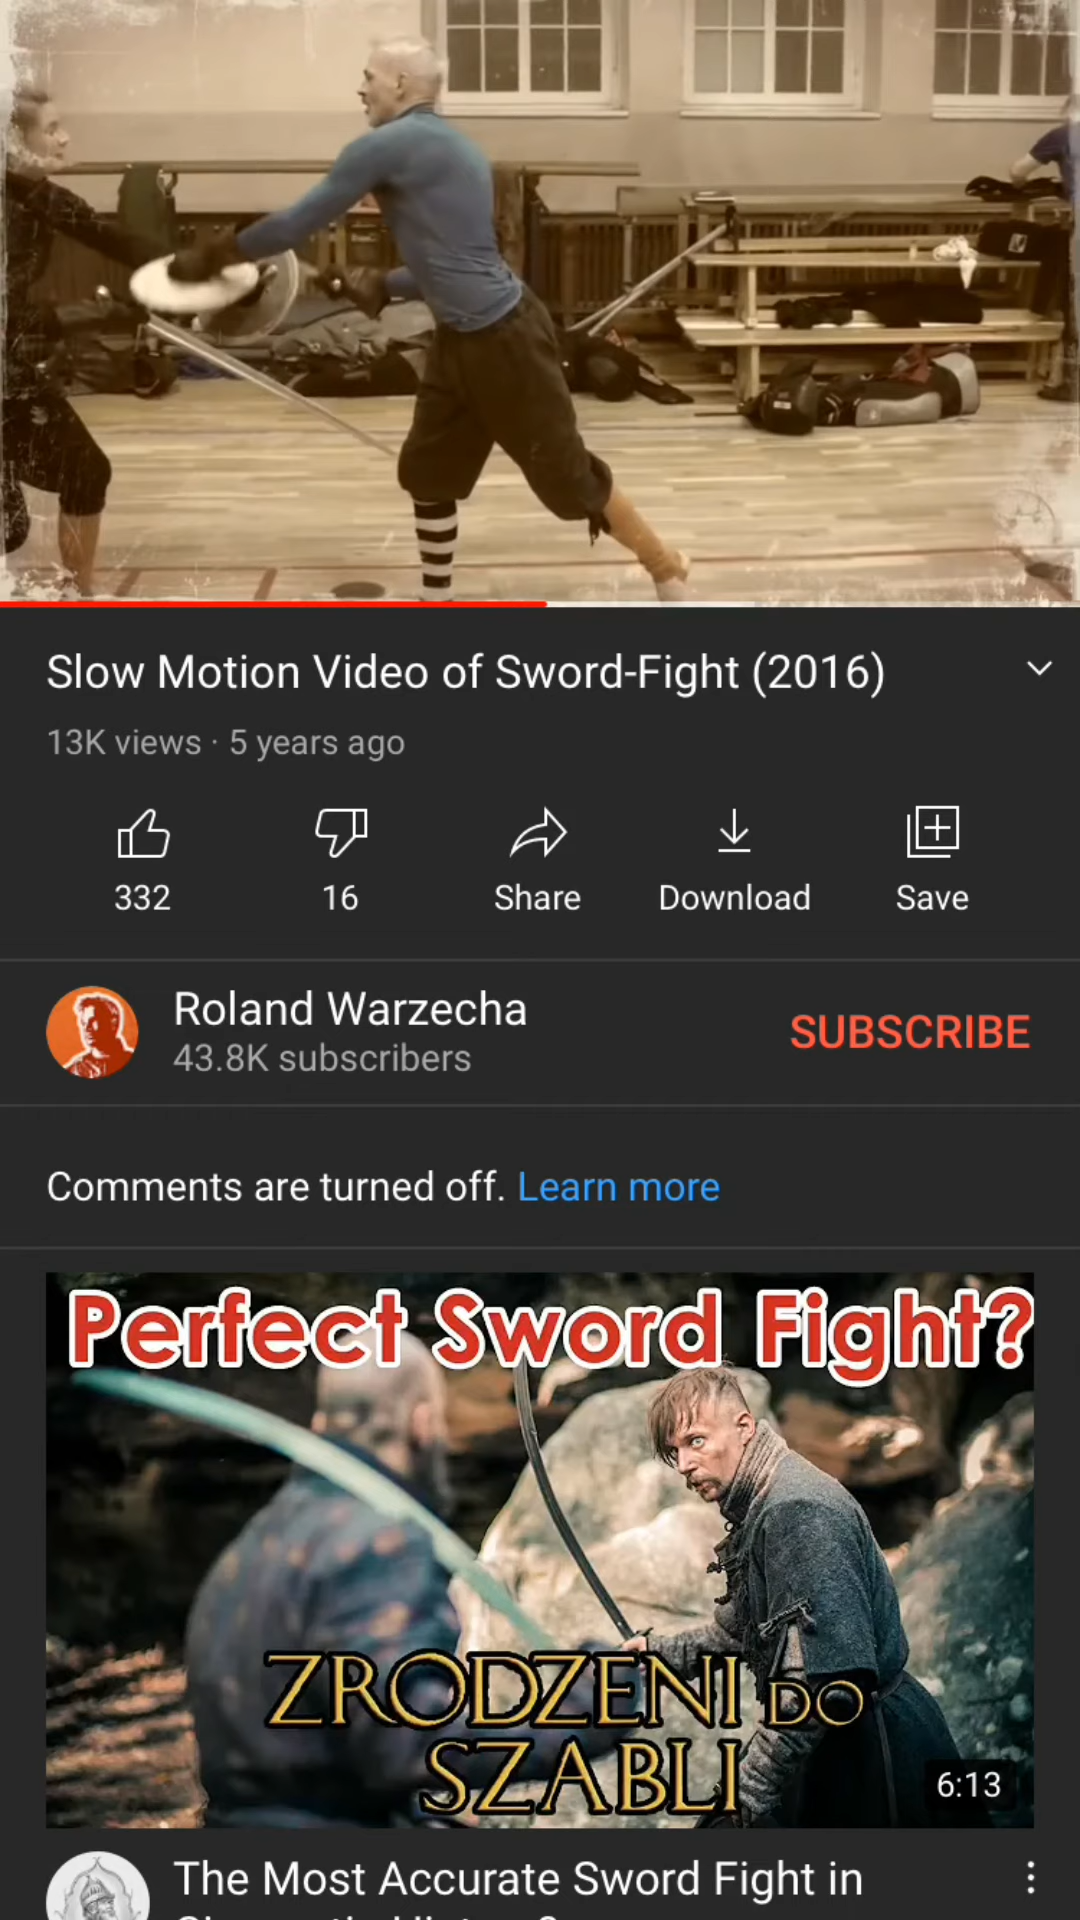 Slow Motion Video of Sword-Fight (2016)
13K views · 5 years ago
332
16
Share
Download
Save
Roland Warzecha
43.8K subscribers
SUBSCRIBE
Comments are turned off. Learn more
Perfect Sword Fight?
ZRODZENI DO
SZABLI
6:13
The Most Accurate Sword Fight in